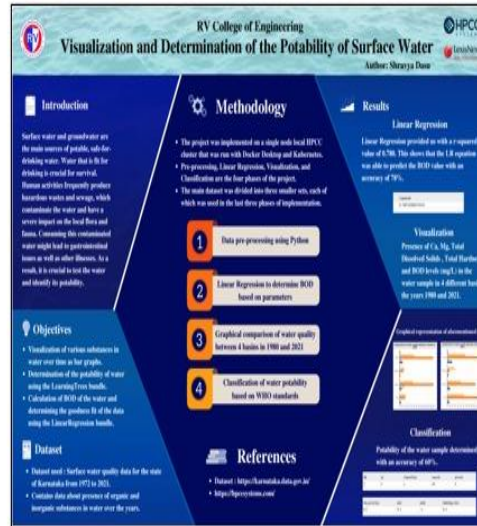 RV College of Engineering
Visualization and Determination of the Potability of Surface Water
Author: Shravya Dasu
RV
HPCC
SYSTEMS
LexisNexis
Introduction
Surface water and groundwater are
the main sources of potable, safe-for-
drinking water. Water that is fit for
drinking is crucial for survival.
Human activities frequently produce
hazardous wastes and sewage, which
contaminate the water and have a
severe impact on the local flora and
fauna. Consuming this contaminated
water might lead to gastrointestinal
issues as well as other illnesses. As a
result, it is crucial to test the water
and identify its potability.
Objectives
• Visualization of various substances in
water over time as bar graphs.
• Determination of the potability of water
using the LearningTrees bundle.
• Calculation of BOD of the water and
determining the goodness fit of the data
using the LinearRegression bundle.
Dataset
• Dataset used : Surface water quality data for the state
of Karnataka from 1972 to 2021.
• Contains data about presence of organic and
inorganic substances in water over the years.
Methodology
• The project was implemented on a single node local HPCC
cluster that was run with Docker Desktop and Kubernetes.
• Pre-processing, Linear Regression, Visualization, and
Classification are the four phases of the project.
• The main dataset was divided into three smaller sets, each of
which was used in the last three phases of implementation.
1
Data pre-processing using Python
2
Linear Regression to determine BOD
based on parameters
3
Graphical comparison of water quality
between 4 basins in 1980 and 2021
4
Classification of water potability
based on WHO standards
References
• Dataset : https://karnataka.data.gov.in/
• https://hpccsystems.com/
Results
Linear Regression
Linear Regression provided us with a r-squared
value of 0.780. This shows that the LR equation
was able to predict the BOD value with an
accuracy of 78%.
Visualization
Presence of Ca, Mg, Total
Dissolved Solids , Total Hardness
and BOD levels (mg/L) in the
water sample in 4 different basins
the years 1980 and 2021.
Graphical representation of
Classification
Potability of the water sample determined
with an accuracy of 60%.